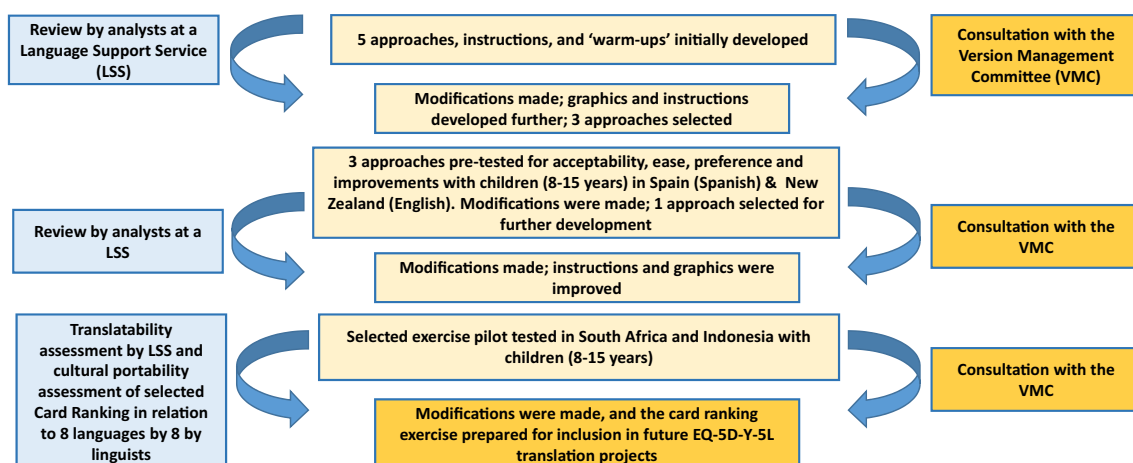 Review by analysts at a
Language Support Service
(LSS)
5 approaches, instructions, and ‘warm-ups’ initially developed
Consultation with the
Version Management
Committee (VMC)
Modifications made; graphics and instructions
developed further; 3 approaches selected
3 approaches pre-tested for acceptability, ease, preference and
improvements with children (8-15 years) in Spain (Spanish) & New
Zealand (English). Modifications were made; 1 approach selected for
further development
Review by analysts at a
LSS
Consultation with the
VMC
Modifications made; instructions and graphics were
improved
Translatability
assessment by LSS and
cultural portability
assessment of selected
Card Ranking in relation
to 8 languages by 8 by
linguists
Selected exercise pilot tested in South Africa and Indonesia with
children (8-15 years)
Consultation with the
VMC
Modifications were made, and the card ranking
exercise prepared for inclusion in future EQ-5D-Y-5L
translation projects